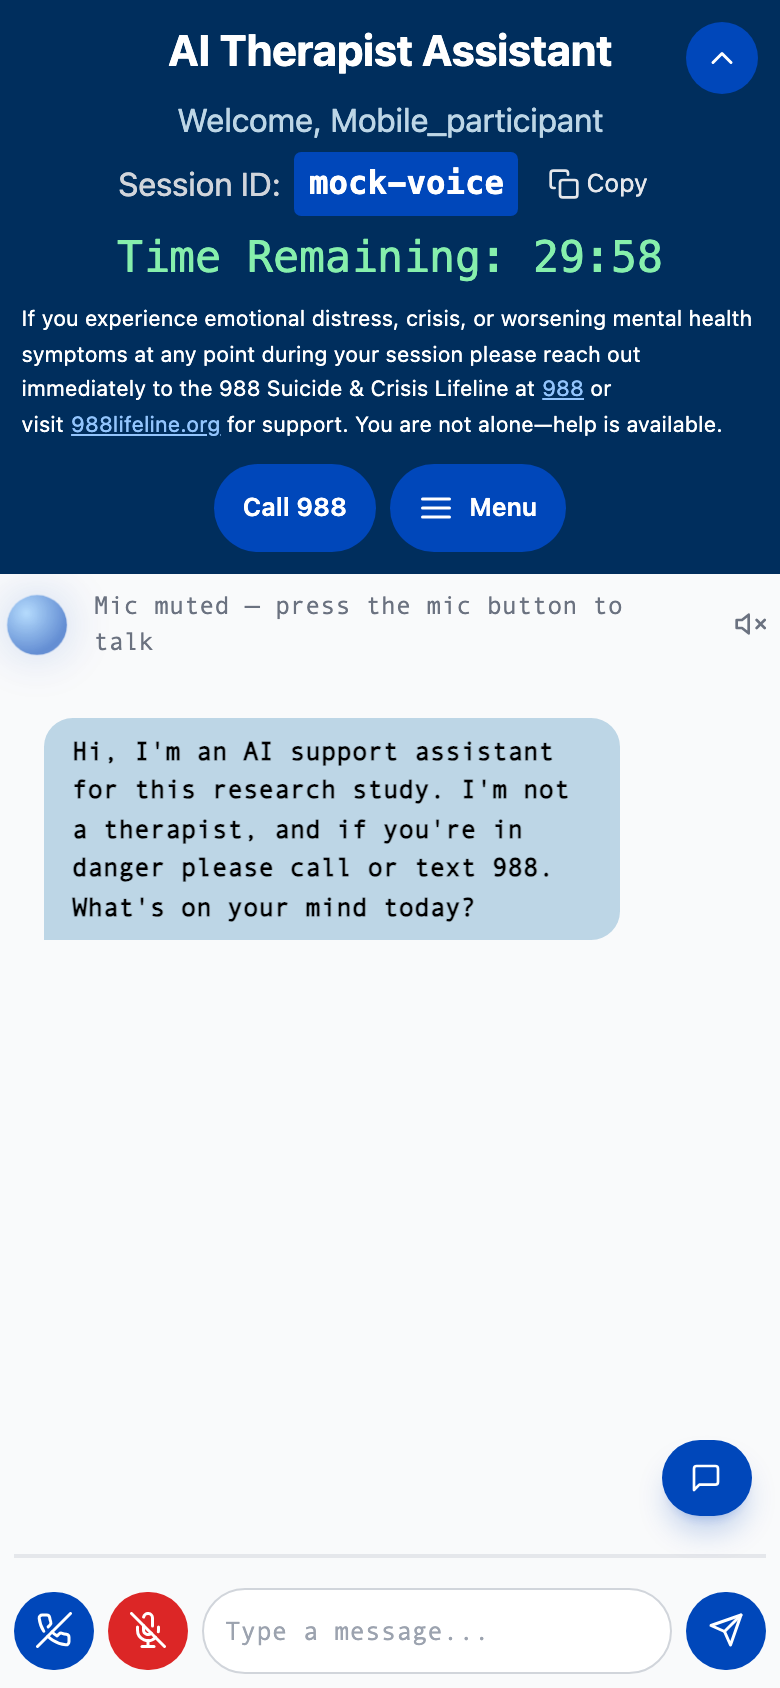 AI Therapist Assistant
Welcome, Mobile_participant
Session ID: mock-voice Copy
Time Remaining: 29:58
If you experience emotional distress, crisis, or worsening mental health
symptoms at any point during your session please reach out
immediately to the 988 Suicide & Crisis Lifeline at 988 or
visit 988lifeline.org for support. You are not alone—help is available.
Call 988 Menu
Mic muted — press the mic button to
talk
Hi, I'm an AI support assistant
for this research study. I'm not
a therapist, and if you're in
danger please call or text 988.
What's on your mind today?
Type a message...